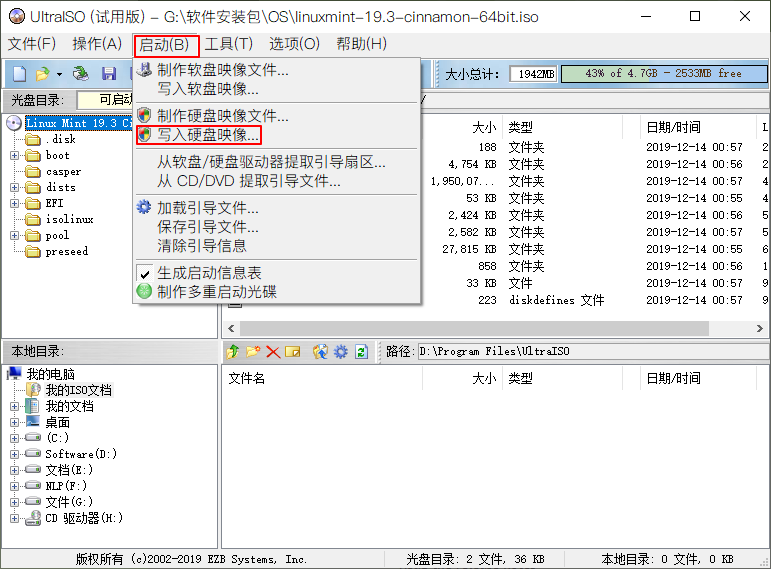 UltraISO (试用版) - G:\软件安装包\OS\linuxmint-19.3-cinnamon-64bit.iso
文件(F) 操作(A) 启动(B) 工具(T) 选项(O) 帮助(H)
大小总计: 1942MB 43% of 4.7GB - 2533MB free
光盘目录: 可启动
制作软盘映像文件...
写入软盘映像...
制作硬盘映像文件...
写入硬盘映像...
从软盘/硬盘驱动器提取引导扇区...
从 CD/DVD 提取引导文件...
加载引导文件...
保存引导文件...
清除引导信息
生成启动信息表
制作多重启动光碟
Linux Mint 19.3 Ci
.disk
boot
casper
dists
EFI
isolinux
pool
preseed
/
大小 类型 日期/时间
188 文件夹 2019-12-14 00:57 2
4,754 KB 文件夹 2019-12-14 00:56 2
1,950,07... 文件夹 2019-12-14 00:57 2
53 KB 文件夹 2019-12-14 00:55 4
2,424 KB 文件夹 2019-12-14 00:56 5
2,582 KB 文件夹 2019-12-14 00:57 5
27,815 KB 文件夹 2019-12-14 00:55 6
858 文件夹 2019-12-14 00:56 1
33 KB 文件 2019-12-14 00:57 9
223 diskdefines 文件 2019-12-14 00:57 9
本地目录: 路径: D:\Program Files\UltraISO
我的电脑
我的ISO文档
我的文档
桌面
(C:)
Software(D:)
文档(E:)
NLP(F:)
文件(G:)
CD 驱动器(H:)
文件名 大小 类型 日期/时间
版权所有 (c)2002-2019 EZB Systems, Inc. 光盘目录: 2 文件, 36 KB 本地目录: 0 文件, 0 KB